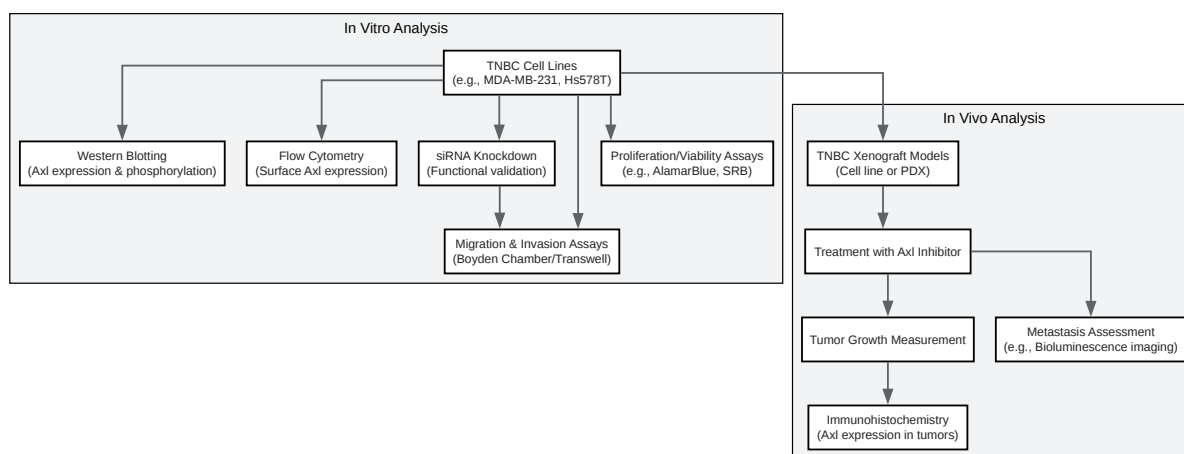 In Vitro Analysis
TNBC Cell Lines
(e.g., MDA-MB-231, Hs578T)
Western Blotting
(Axl expression & phosphorylation)
Flow Cytometry
(Surface Axl expression)
siRNA Knockdown
(Functional validation)
Proliferation/Viability Assays
(e.g., AlamarBlue, SRB)
Migration & Invasion Assays
(Boyden Chamber/Transwell)
In Vivo Analysis
TNBC Xenograft Models
(Cell line or PDX)
Treatment with Axl Inhibitor
Tumor Growth Measurement
Metastasis Assessment
(e.g., Bioluminescence imaging)
Immunohistochemistry
(Axl expression in tumors)